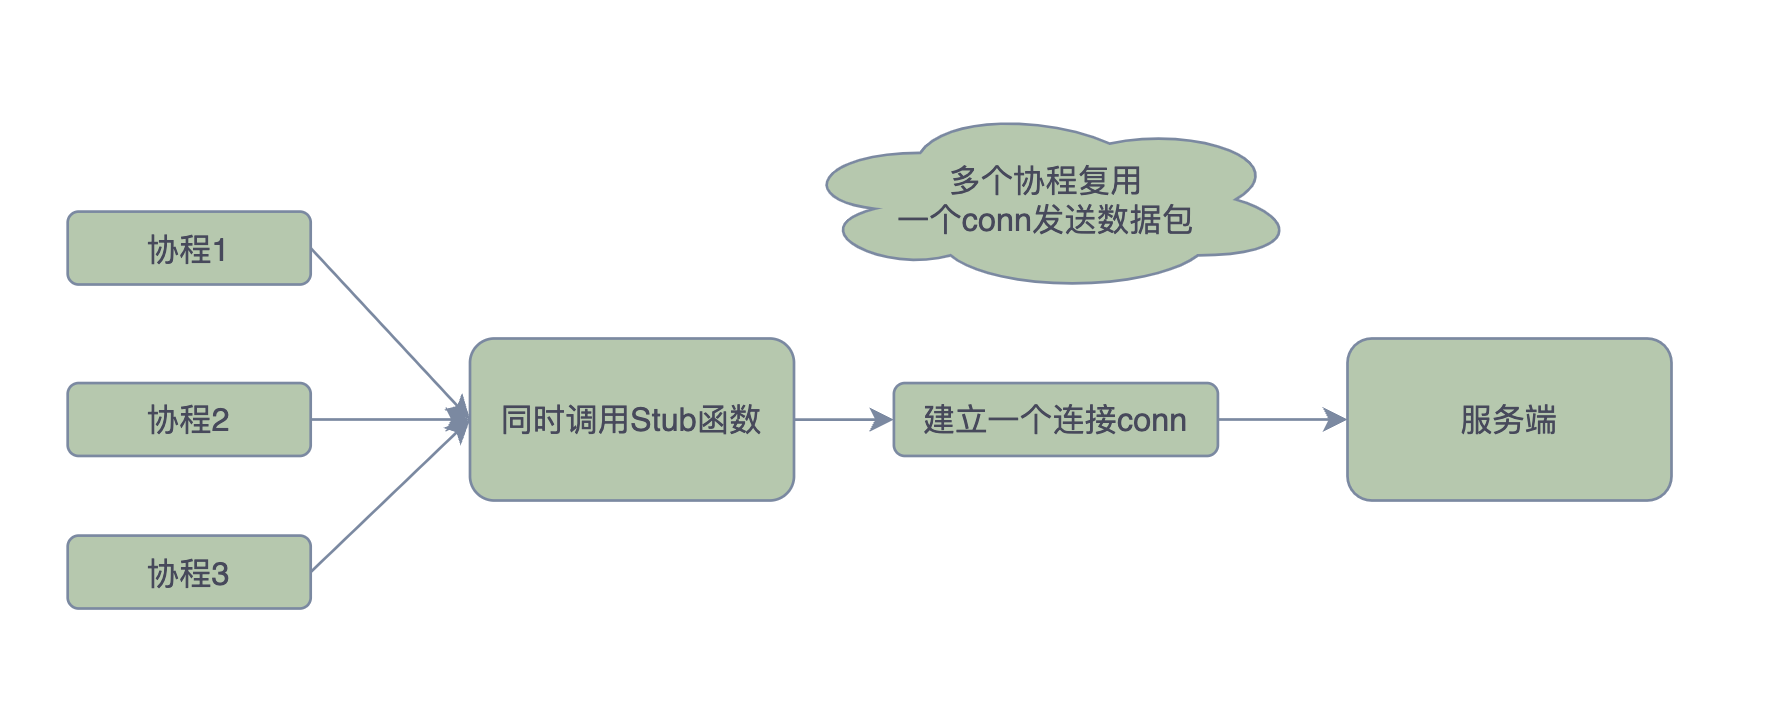 多个协程复用
一个conn发送数据包
协程1
协程2
同时调用Stub函数
建立一个连接conn
服务端
协程3